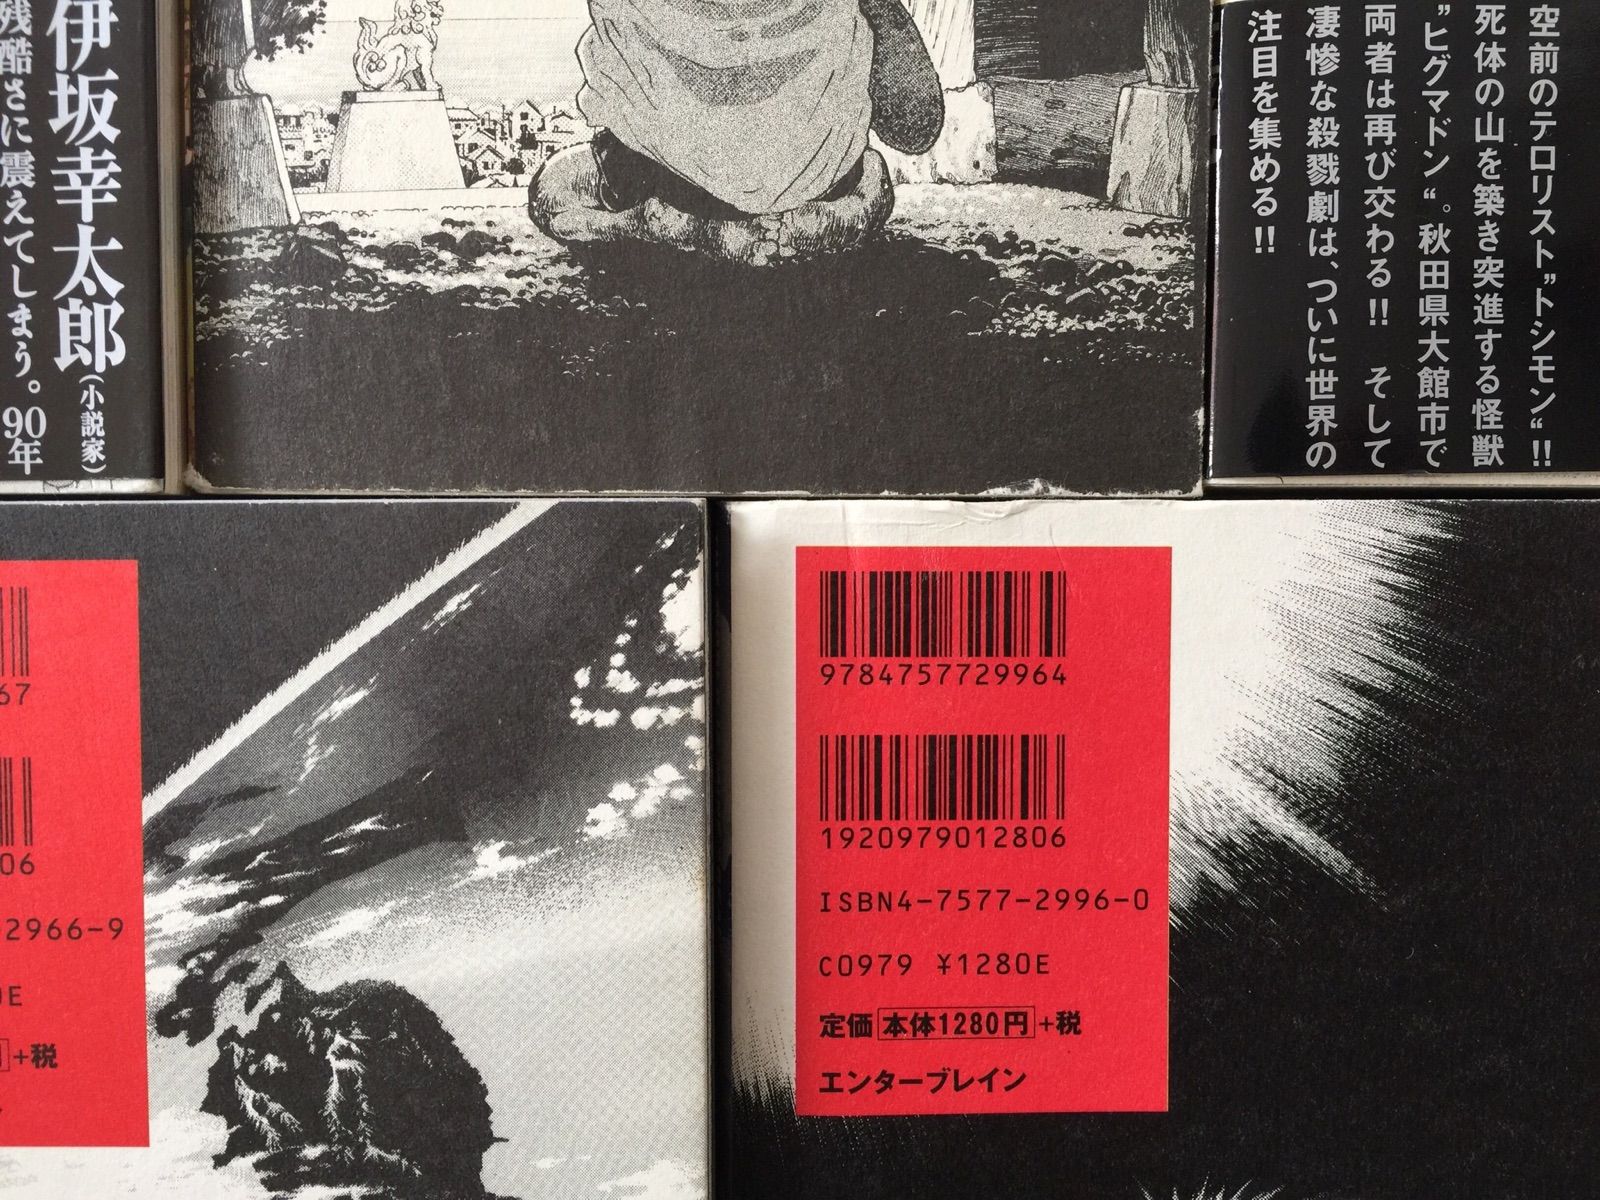 伊坂幸太郎(小説家)
残酷さに震えてしまう。90年
空前のテロリスト”トシモン“!!
死体の山を築き突進する怪獣
”ヒグマドン“。秋田県大館市で
両者は再び交わる!! そして
凄惨な殺戮劇は、ついに世界の
注目を集める!!
67
06
2966-9
0E
+税
9784757729964
1920979012806
ISBN4-7577-2996-0
C0979 ¥1280E
定価 本体1280円 +税
エンターブレイン